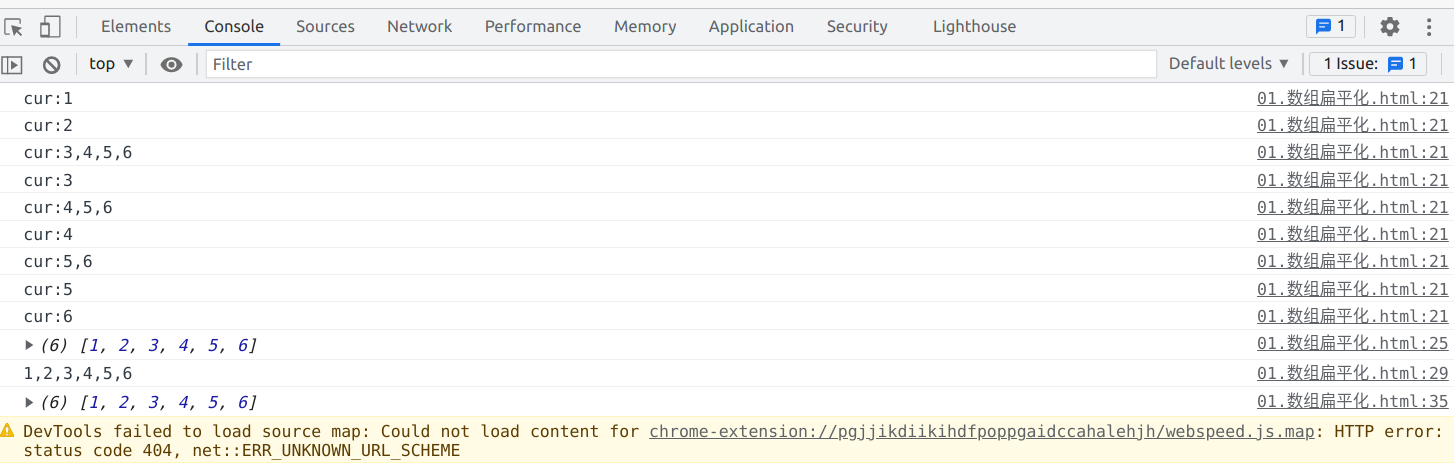 Elements Console Sources Network Performance Memory Application Security Lighthouse 1
top Filter Default levels 1 Issue: 1
cur:1 01.数组扁平化.html:21
cur:2 01.数组扁平化.html:21
cur:3,4,5,6 01.数组扁平化.html:21
cur:3 01.数组扁平化.html:21
cur:4,5,6 01.数组扁平化.html:21
cur:4 01.数组扁平化.html:21
cur:5,6 01.数组扁平化.html:21
cur:5 01.数组扁平化.html:21
cur:6 01.数组扁平化.html:21
(6) [1, 2, 3, 4, 5, 6] 01.数组扁平化.html:25
1,2,3,4,5,6 01.数组扁平化.html:29
(6) [1, 2, 3, 4, 5, 6] 01.数组扁平化.html:35
DevTools failed to load source map: Could not load content for chrome-extension://pgjjikdiikihdfpoppgaidccahalehjh/webspeed.js.map: HTTP error:
status code 404, net::ERR_UNKNOWN_URL_SCHEME